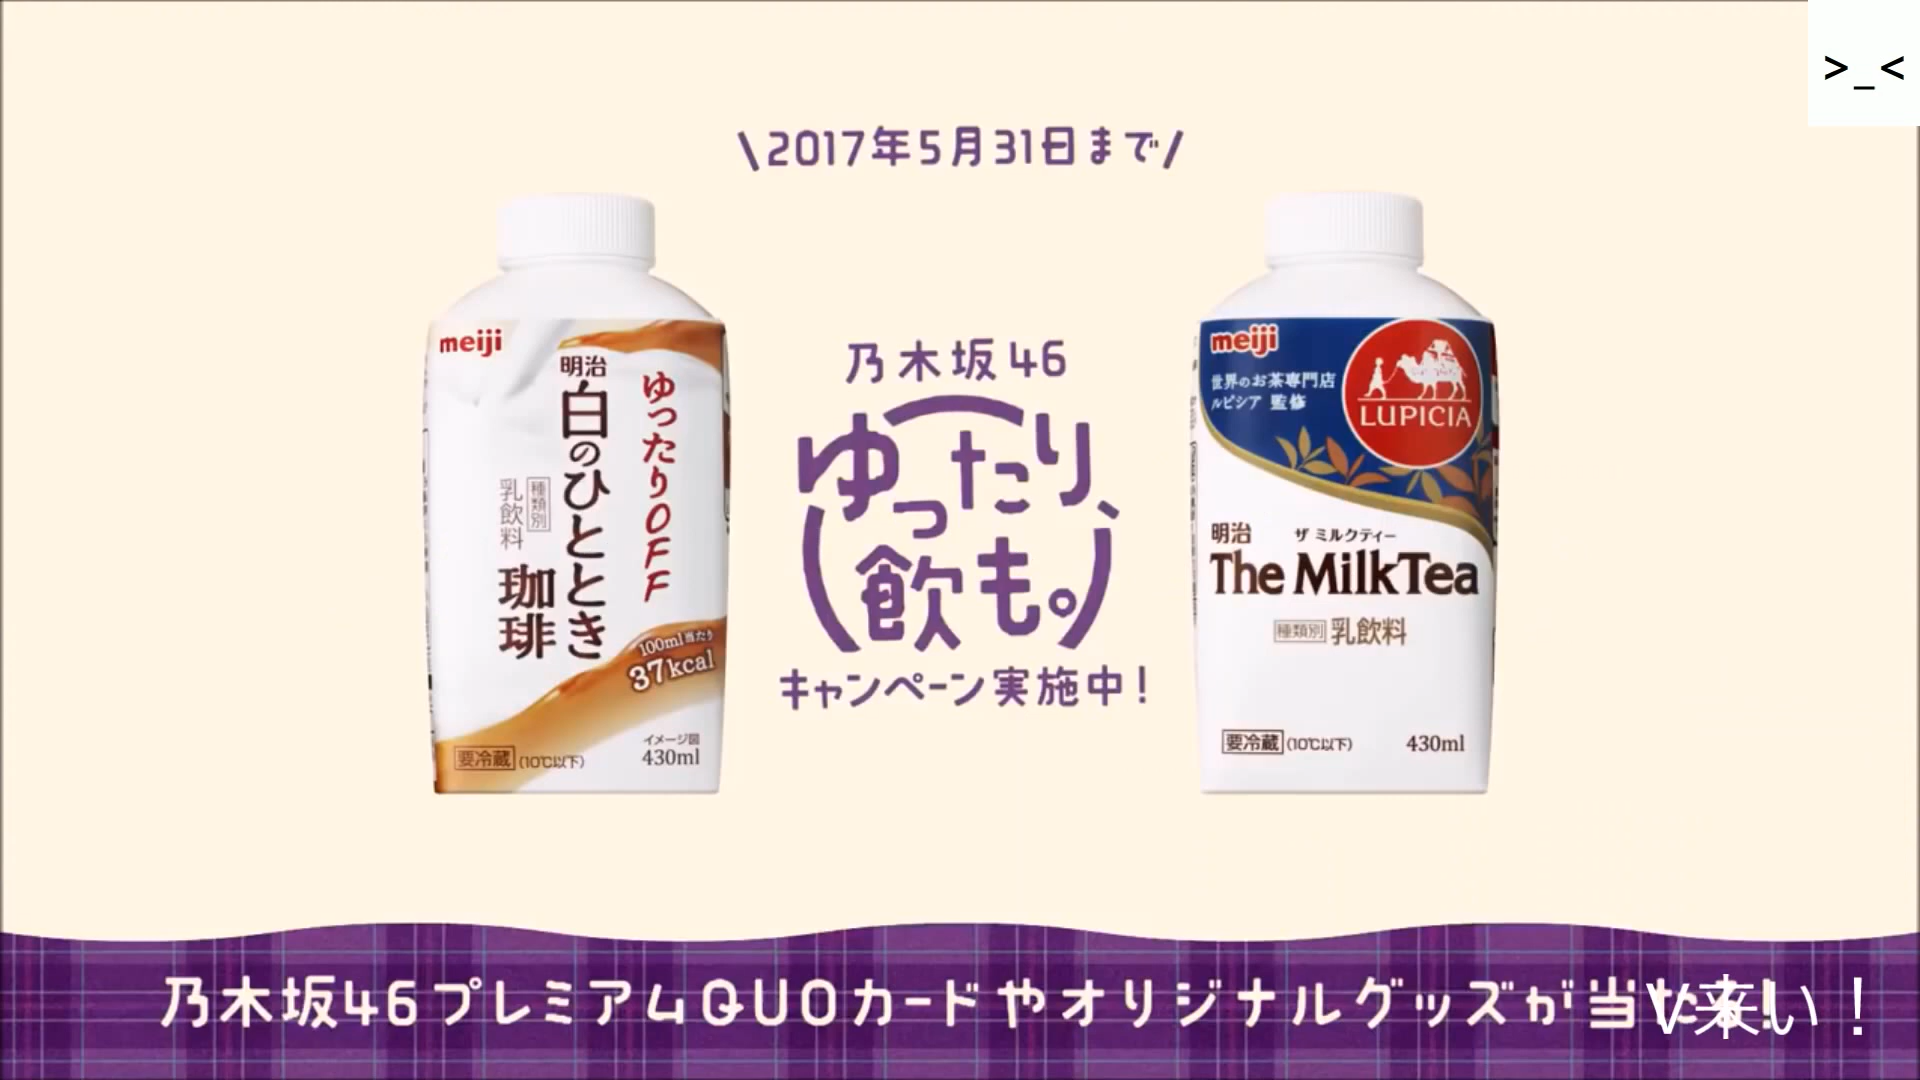 >_<
\2017年5月31日まで/
meiji
明治
白のひととき
珈琲
ゆったりOFF
種類別
乳飲料
100ml当たり
37kcal
要冷蔵 (10℃以下)
イメージ図
430ml
乃木坂46
ゆったり、
飲も。
キャンペーン実施中!
meiji
世界のお茶専門店
ルピシア 監修
LUPICIA
明治
ザ ミルクティー
The Milk Tea
種類別 乳飲料
要冷蔵 (10℃以下)
430ml
乃木坂46プレミアムQUOカードやオリジナルグッズが当たる!
V来い!